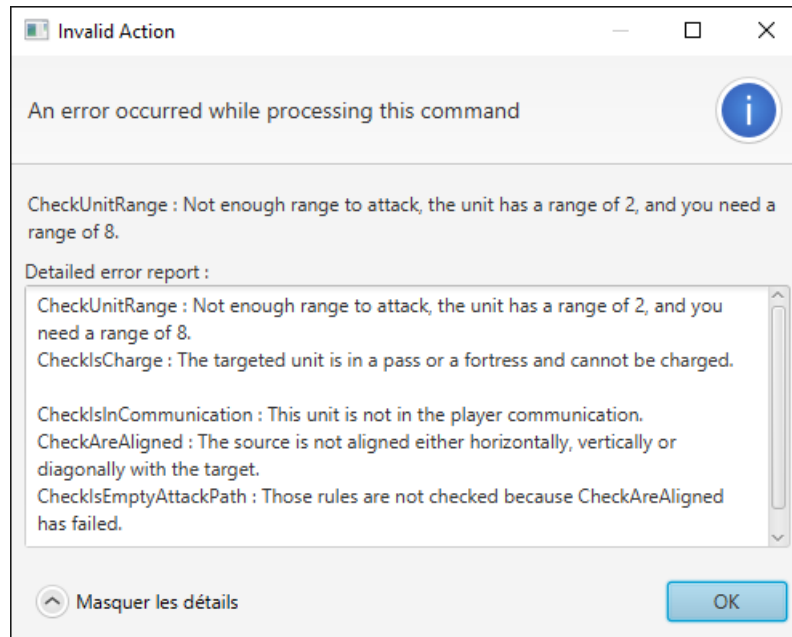 Invalid Action
An error occurred while processing this command
CheckUnitRange : Not enough range to attack, the unit has a range of 2, and you need a
range of 8.
Detailed error report :
CheckUnitRange : Not enough range to attack, the unit has a range of 2, and you
need a range of 8.
CheckIsCharge : The targeted unit is in a pass or a fortress and cannot be charged.
CheckIsInCommunication : This unit is not in the player communication.
CheckAreAligned : The source is not aligned either horizontally, vertically or
diagonally with the target.
CheckIsEmptyAttackPath : Those rules are not checked because CheckAreAligned
has failed.
Masquer les détails
OK